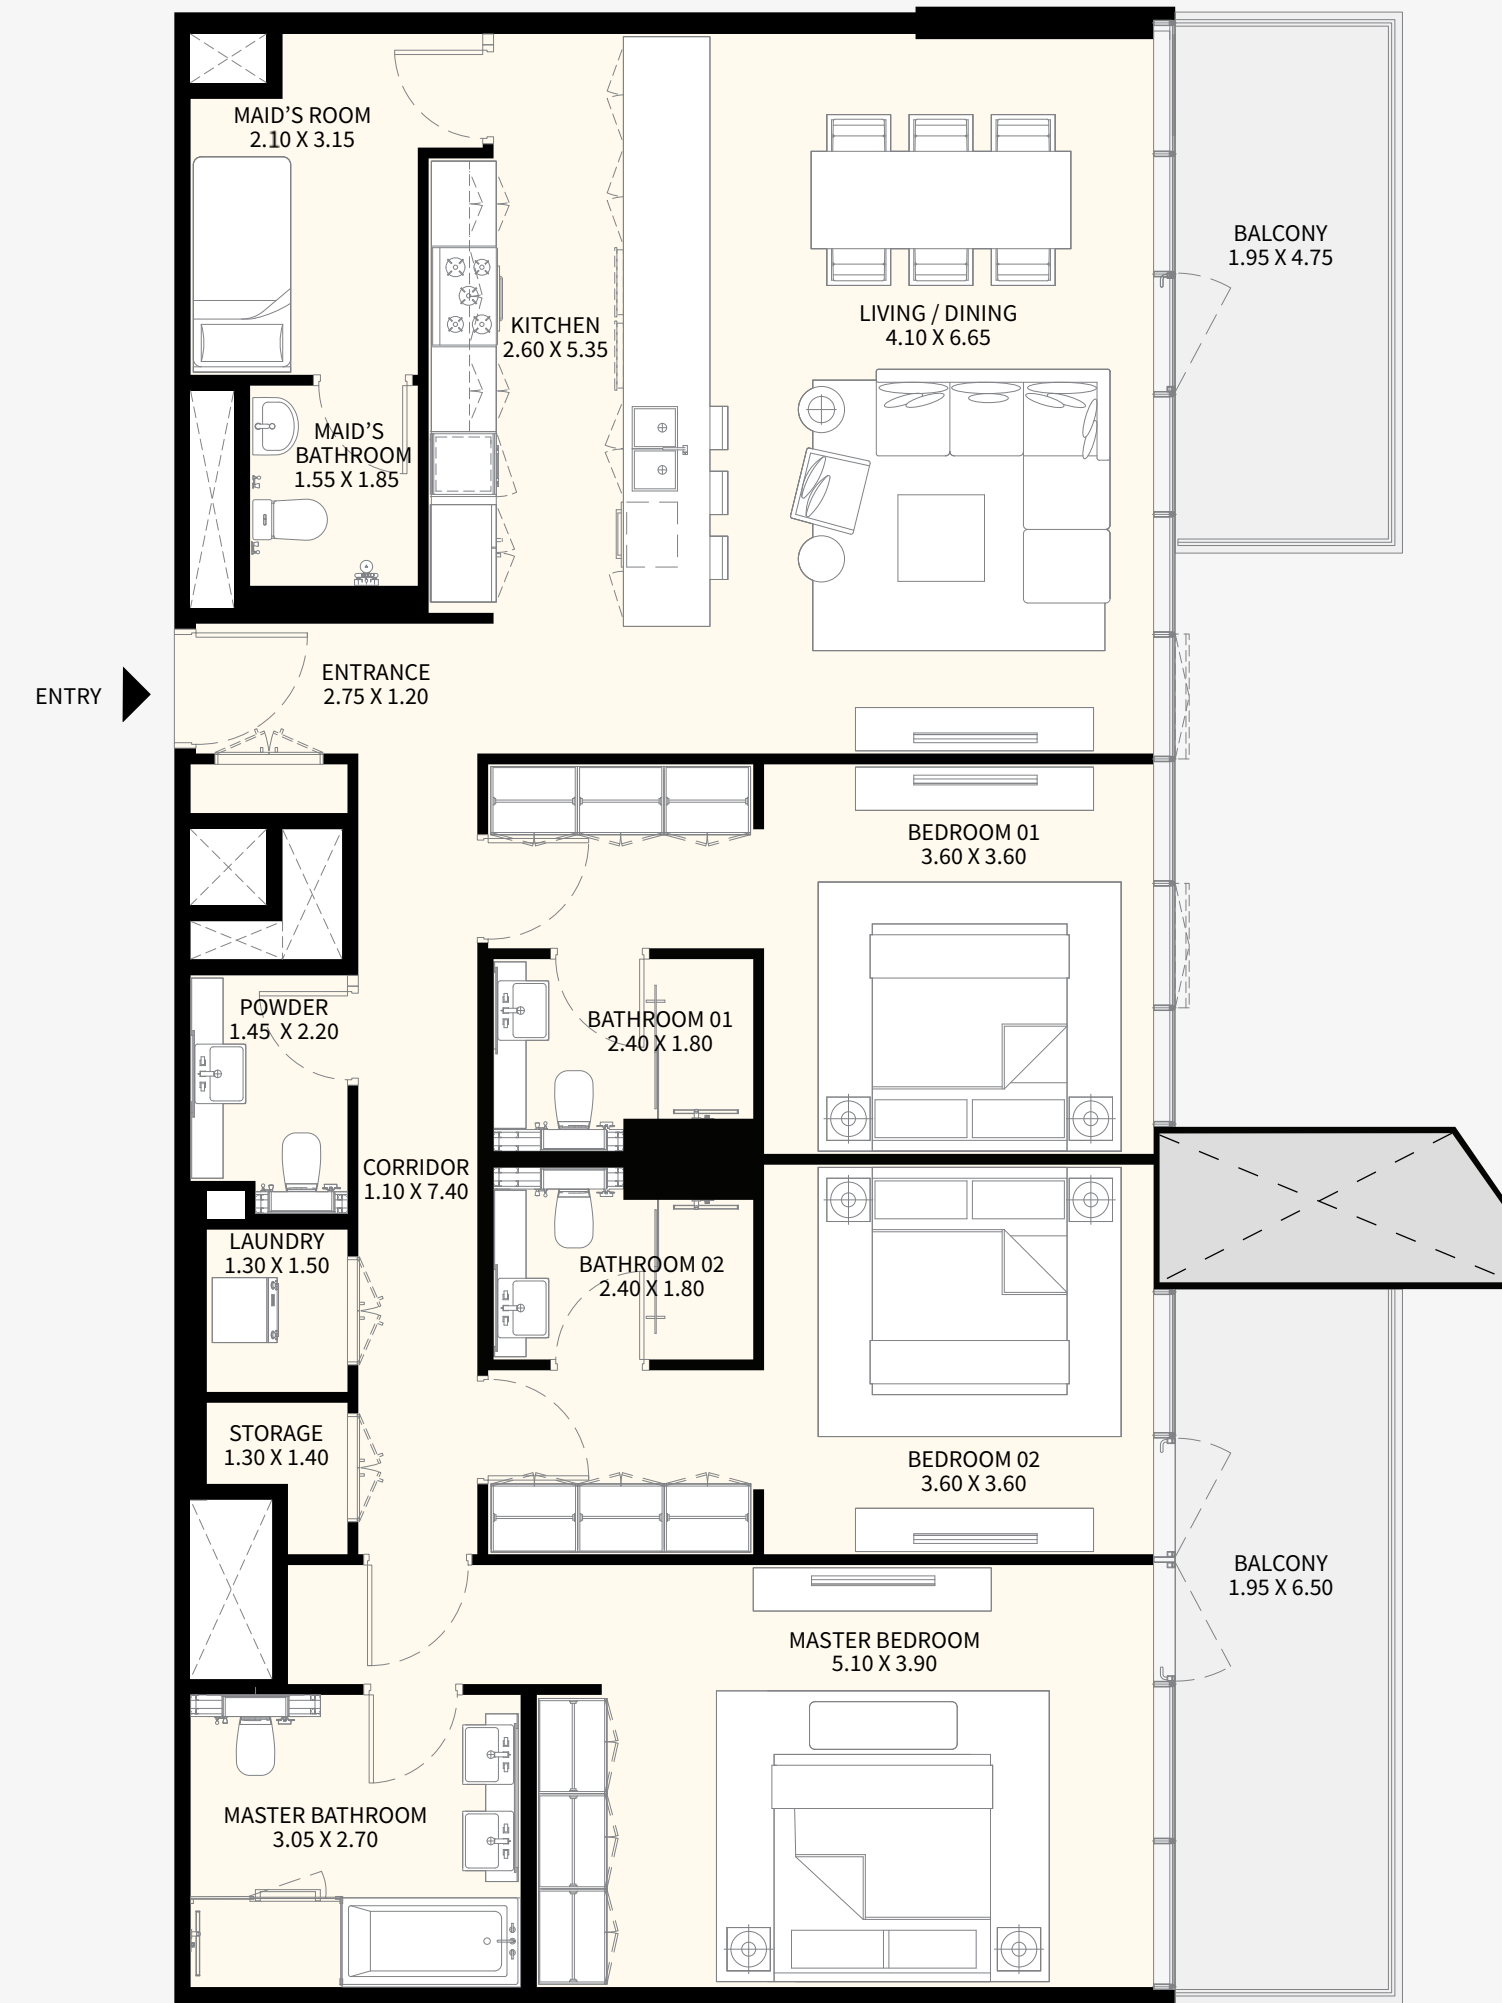 MAID’S ROOM
2.10 X 3.15
BALCONY
1.95 X 4.75
LIVING / DINING
4.10 X 6.65
KITCHEN
2.60 X 5.35
MAID’S
BATHROOM
1.55 X 1.85
ENTRANCE
2.75 X 1.20
ENTRY
BEDROOM 01
3.60 X 3.60
POWDER
1.45 X 2.20
BATHROOM 01
2.40 X 1.80
CORRIDOR
1.10 X 7.40
LAUNDRY
1.30 X 1.50
BATHROOM 02
2.40 X 1.80
STORAGE
1.30 X 1.40
BEDROOM 02
3.60 X 3.60
BALCONY
1.95 X 6.50
MASTER BEDROOM
5.10 X 3.90
MASTER BATHROOM
3.05 X 2.70